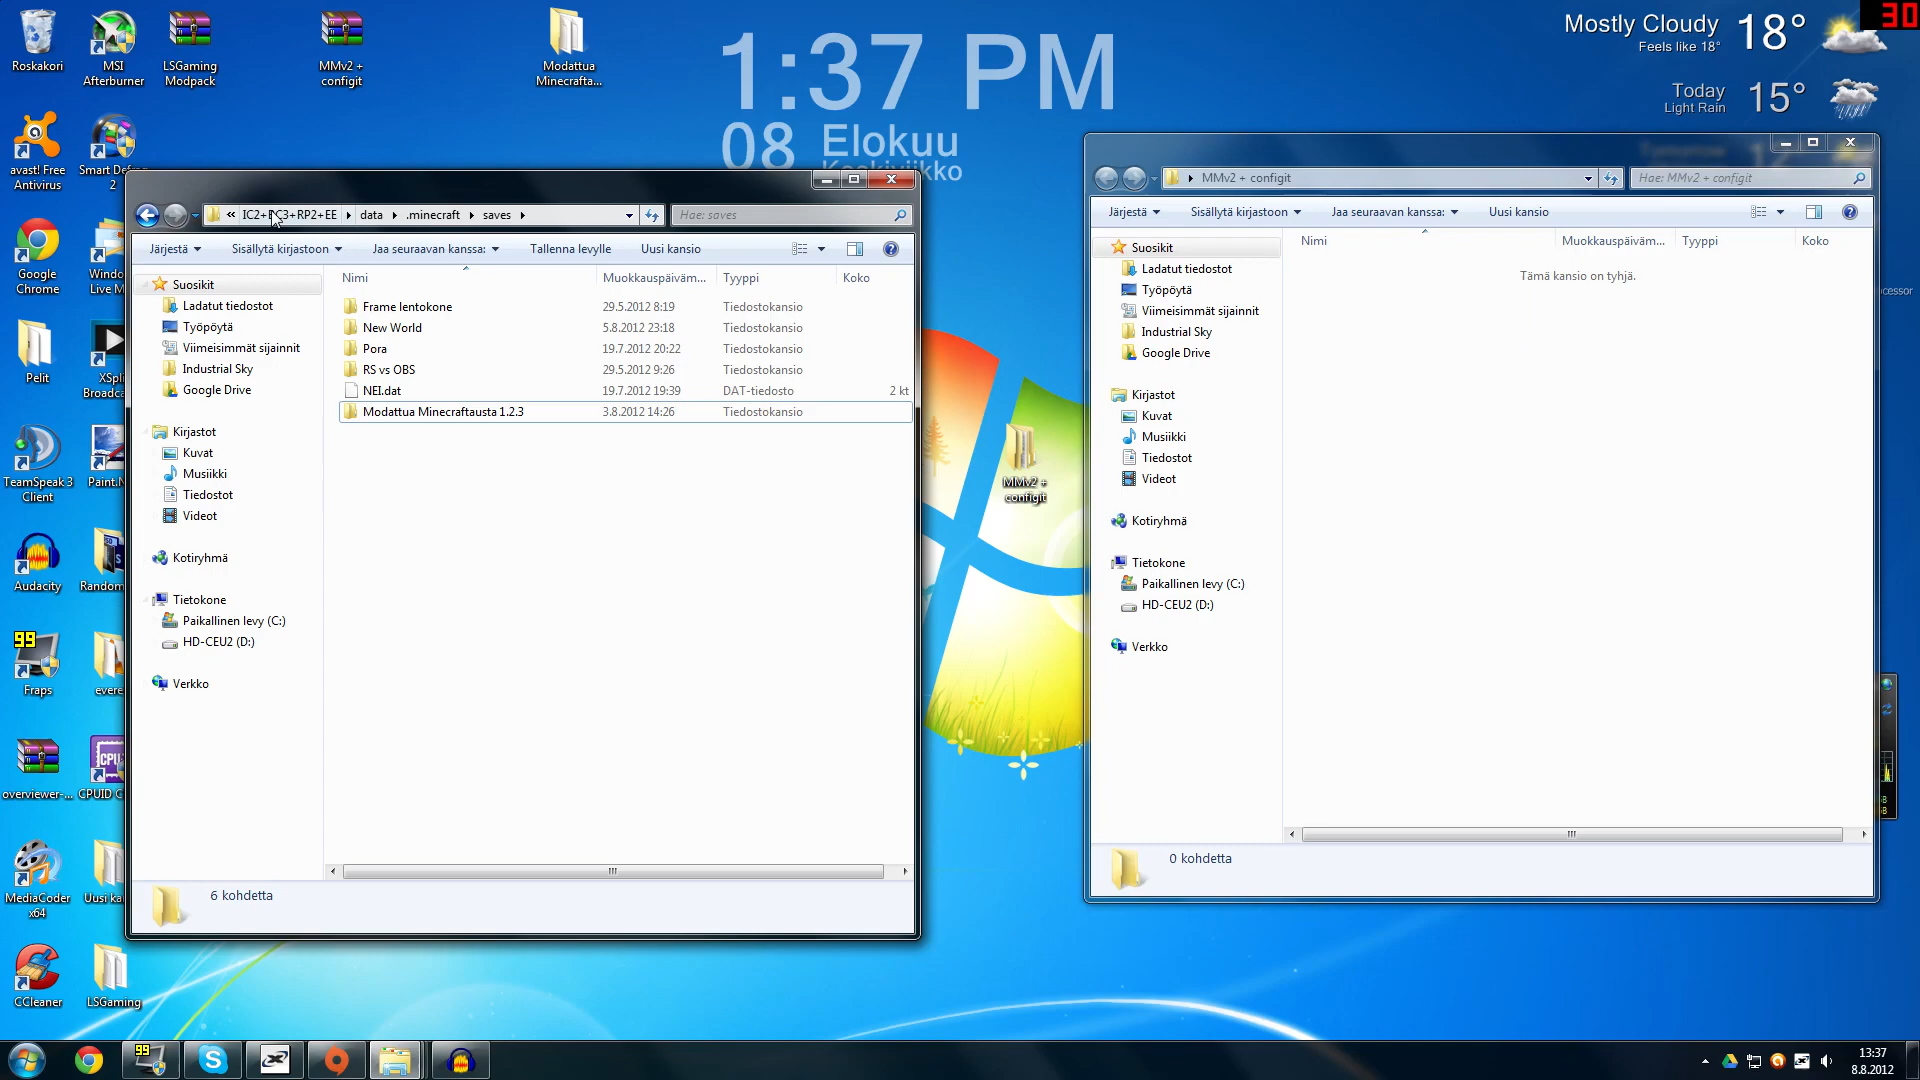 Roskakori
MSI Afterburner
LSGaming Modpack
MMv2 + configit
Modattua Minecrafta...
1:37 PM
08 Elokuu
Keskiviikko
Mostly Cloudy 18°
Feels like 18°
Today 15°
Light Rain
30
avast! Free Antivirus
Google Chrome
Windo
Live M
Pelit
XSpli
Broadca
TeamSpeak 3 Client
Paint.N
Audacity
Random
99
Fraps
evere
overviewer-...
CPUID C
MediaCoder x64
Uusi ka
CCleaner
LSGaming
MMv2 + configit
« IC2+BC3+RP2+EE data .minecraft saves
Hae: saves
Järjestä
Sisällytä kirjastoon
Jaa seuraavan kanssa:
Tallenna levylle
Uusi kansio
Suosikit
Ladatut tiedostot
Työpöytä
Viimeisimmät sijainnit
Industrial Sky
Google Drive
Kirjastot
Kuvat
Musiikki
Tiedostot
Videot
Kotiryhmä
Tietokone
Paikallinen levy (C:)
HD-CEU2 (D:)
Verkko
Nimi Muokkauspäiväm... Tyyppi Koko
Frame lentokone 29.5.2012 8:19 Tiedostokansio
New World 5.8.2012 23:18 Tiedostokansio
Pora 19.7.2012 20:22 Tiedostokansio
RS vs OBS 29.5.2012 9:26 Tiedostokansio
NEI.dat 19.7.2012 19:39 DAT-tiedosto 2 kt
Modattua Minecraftausta 1.2.3 3.8.2012 14:26 Tiedostokansio
6 kohdetta
MMv2 + configit
Hae: MMv2 + configit
Järjestä
Sisällytä kirjastoon
Jaa seuraavan kanssa:
Uusi kansio
Suosikit
Ladatut tiedostot
Työpöytä
Viimeisimmät sijainnit
Industrial Sky
Google Drive
Kirjastot
Kuvat
Musiikki
Tiedostot
Videot
Kotiryhmä
Tietokone
Paikallinen levy (C:)
HD-CEU2 (D:)
Verkko
Nimi Muokkauspäiväm... Tyyppi Koko
Tämä kansio on tyhjä.
0 kohdetta
cessor
99
13:37
8.8.2012